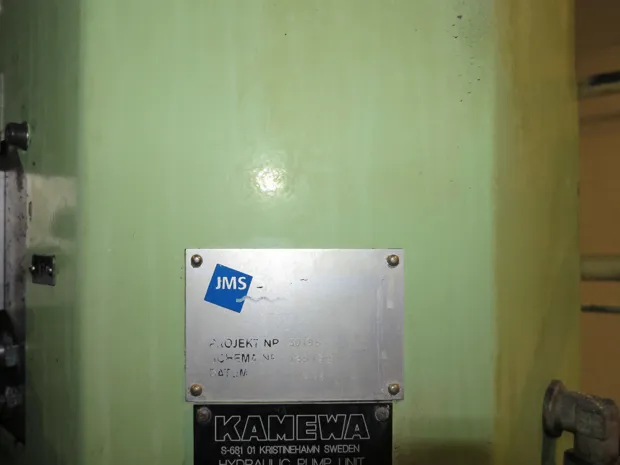 JMS
PROJEKT NR
SCHEMA NR
DATUM
KAMEWA
S-681 01 KRISTINEHAMN SWEDEN
HYDRAULIC PUMP UNIT